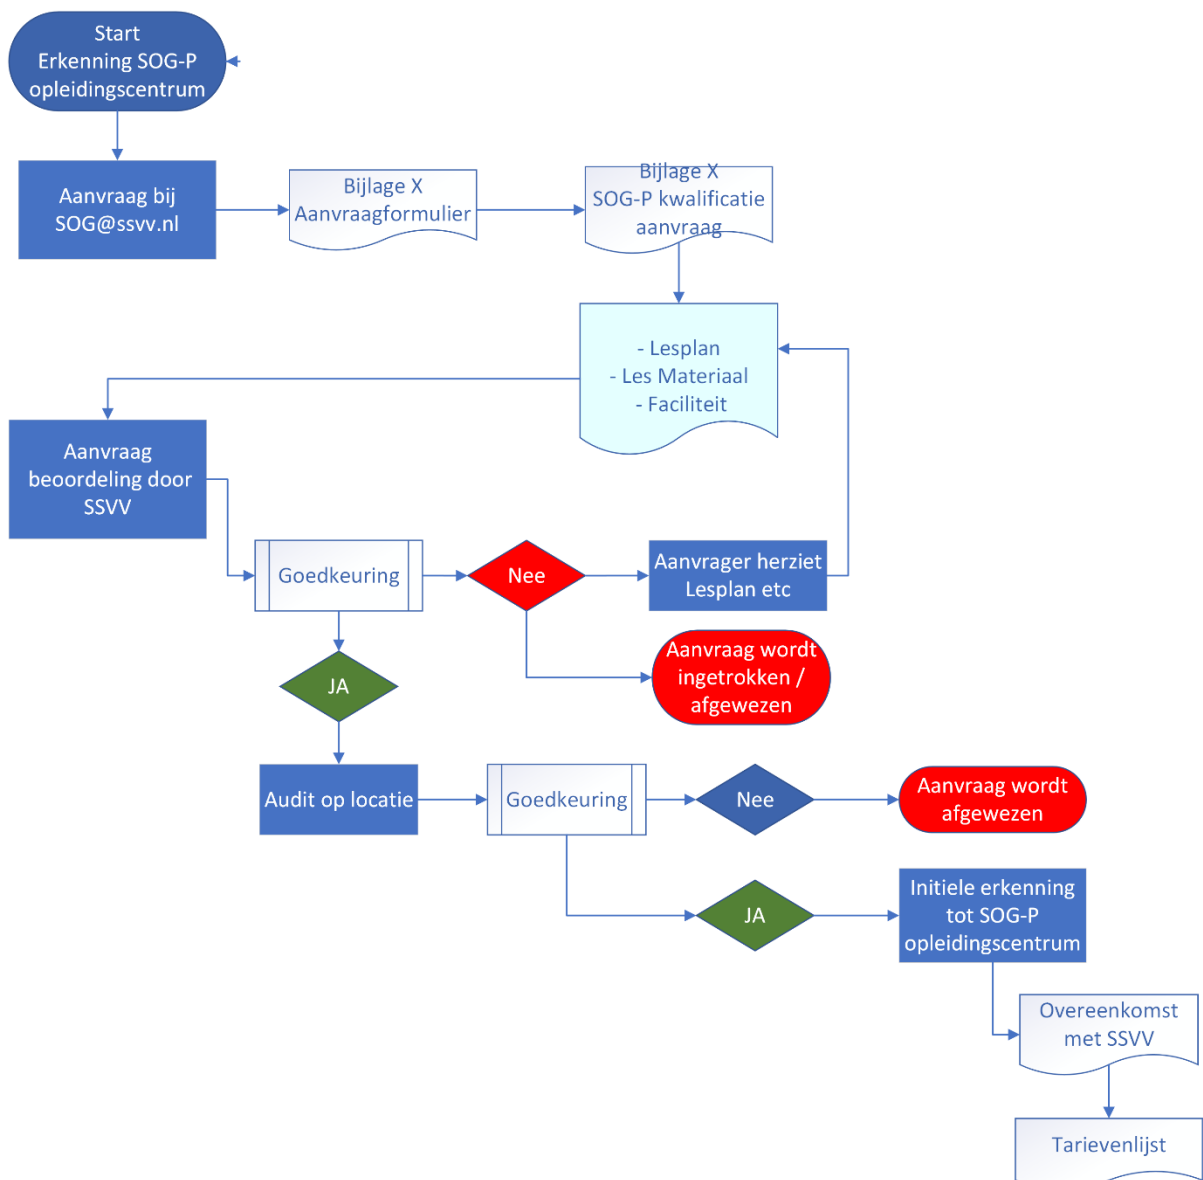 Start
Erkenning SOG-P
opleidingscentrum
Aanvraag bij
SOG@ssvv.nl
Bijlage X
Aanvraagformulier
Bijlage X
SOG-P kwalificatie
aanvraag
- Lesplan
- Les Materiaal
- Faciliteit
Aanvraag
beoordeling door
SSVV
Goedkeuring
Nee
Aanvrager herziet
Lesplan etc
Aanvraag wordt
ingetrokken /
afgewezen
JA
Audit op locatie
Goedkeuring
Nee
Aanvraag wordt
afgewezen
JA
Initiele erkenning
tot SOG-P
opleidingscentrum
Overeenkomst
met SSVV
Tarievenlijst